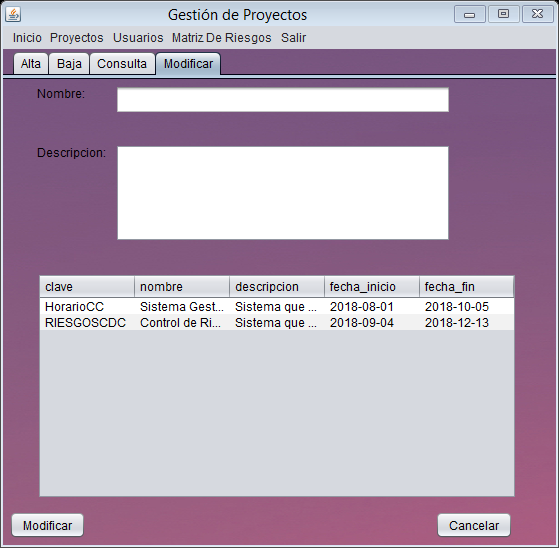 Gestión de Proyectos
Inicio Proyectos Usuarios Matriz De Riesgos Salir
Alta Baja Consulta Modificar
Nombre:
Descripcion:
clave nombre descripcion fecha_inicio fecha_fin
HorarioCC Sistema Gest... Sistema que ... 2018-08-01 2018-10-05
RIESGOSCDC Control de Ri... Sistema que ... 2018-09-04 2018-12-13
Modificar Cancelar